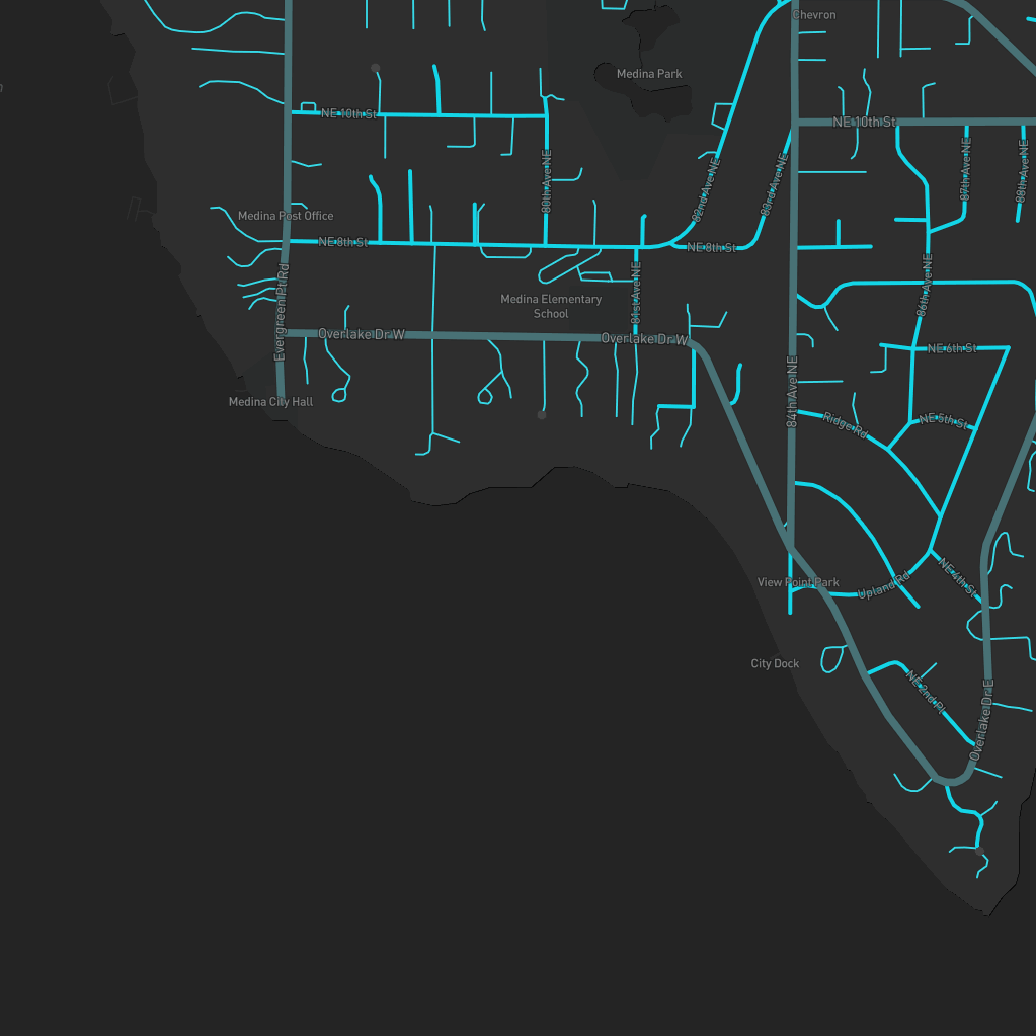 Chevron
Medina Park
NE 10th St
NE 10th St
80th Ave NE
82nd Ave NE
83rd Ave NE
87th Ave NE
88th Ave NE
Medina Post Office
NE 8th St
NE 8th St
Evergreen Pt Rd
81st Ave NE
86th Ave NE
Medina Elementary
School
Overlake Dr W
Overlake Dr W
NE 6th St
84th Ave NE
Medina City Hall
Ridge Rd
NE 5th St
View Point Park
Upland Rd
NE 4th St
City Dock
NE 2nd Pl
Overlake Dr E